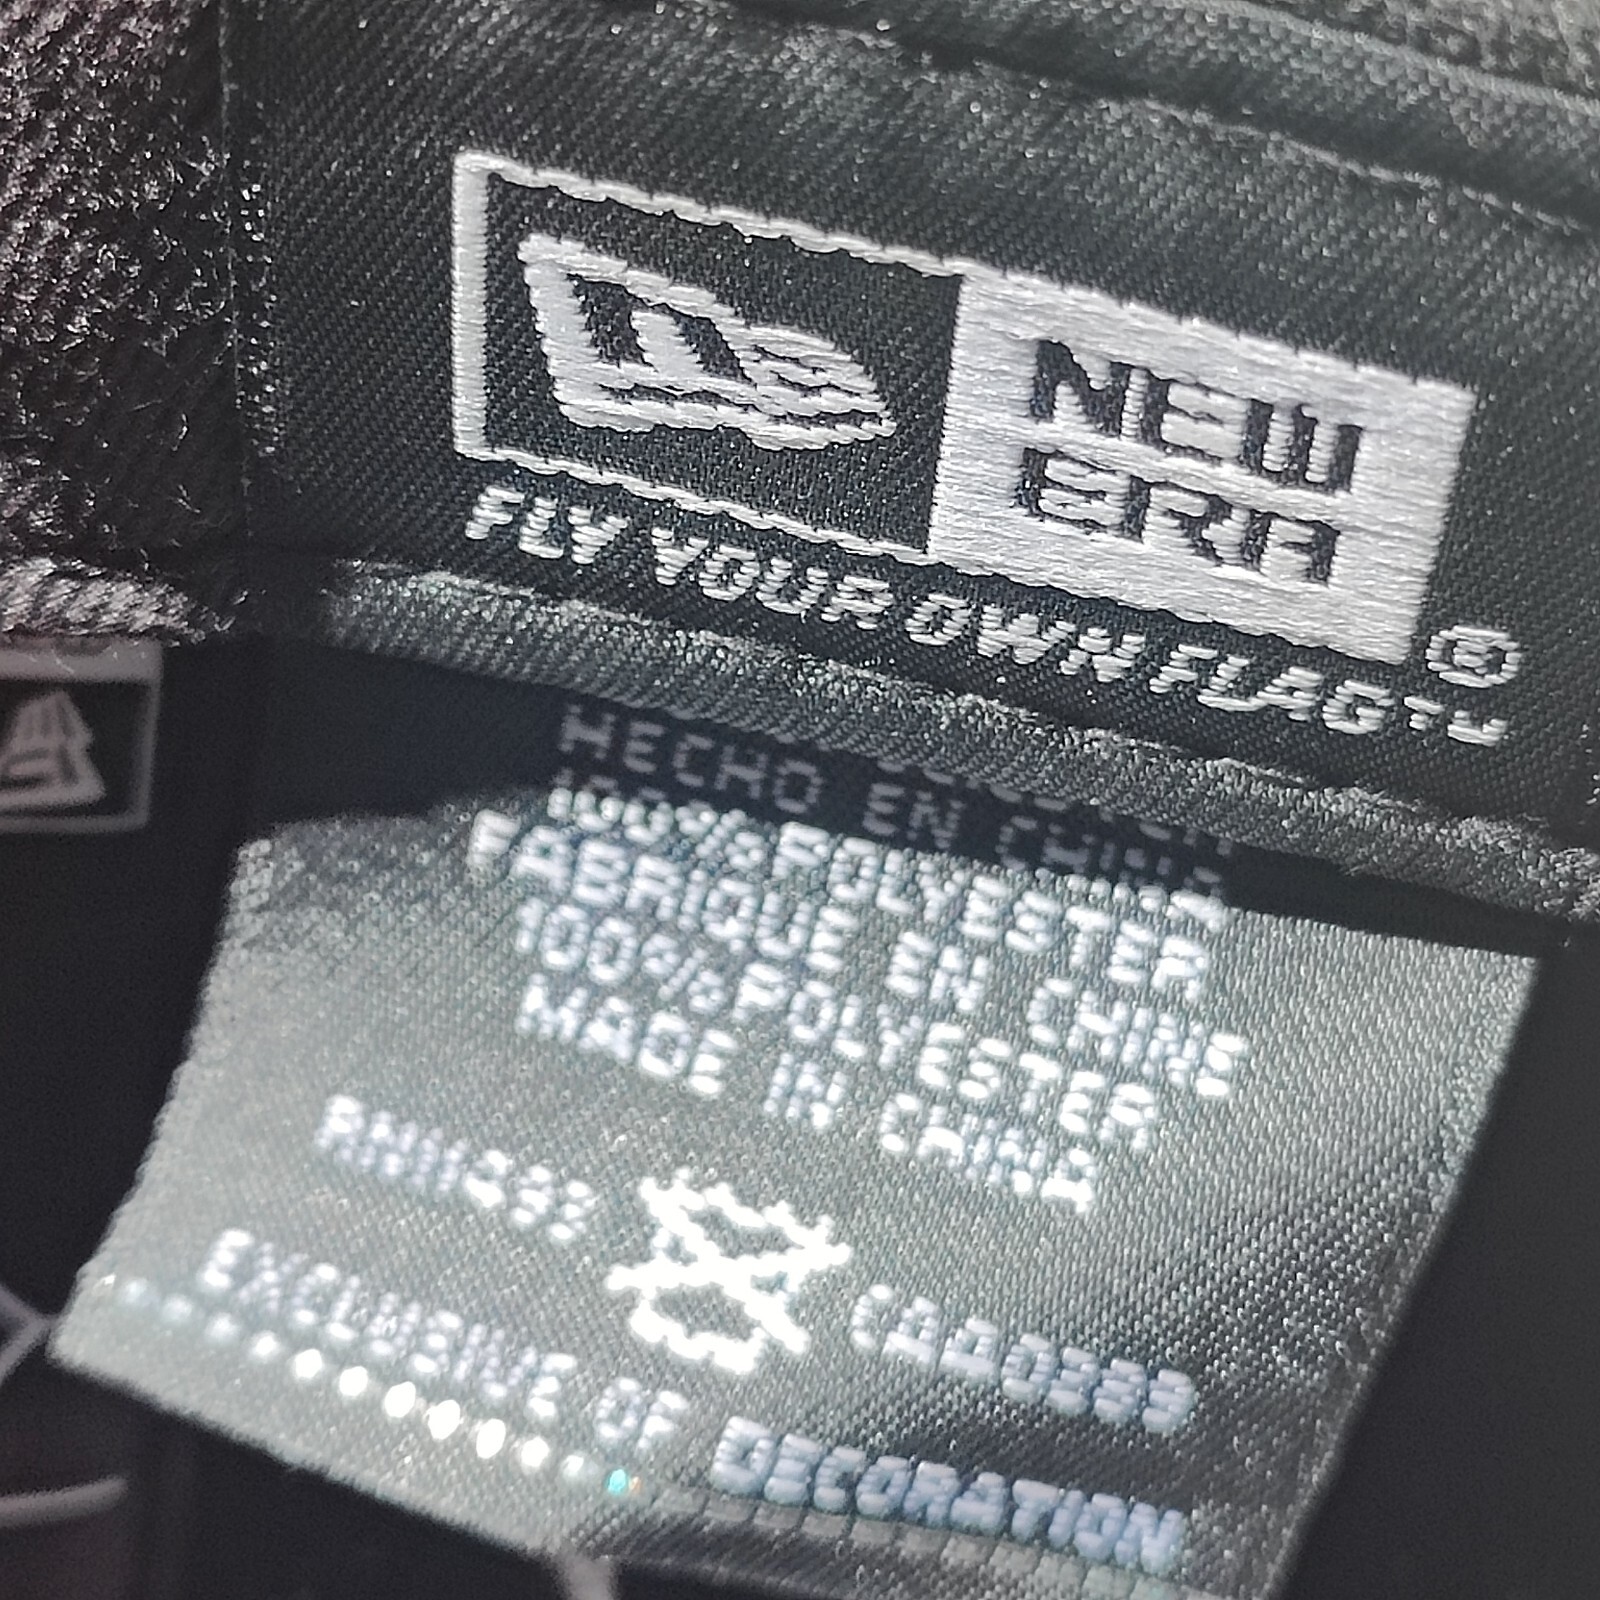 NEW
ERA
®
FLY YOUR OWN FLAG™
HECHO EN CHINA
100% POLYESTER
FABRIQUE EN CHINE
100% POLYESTER
MADE IN CHINA
EXCLUSIVE OF DECORATION